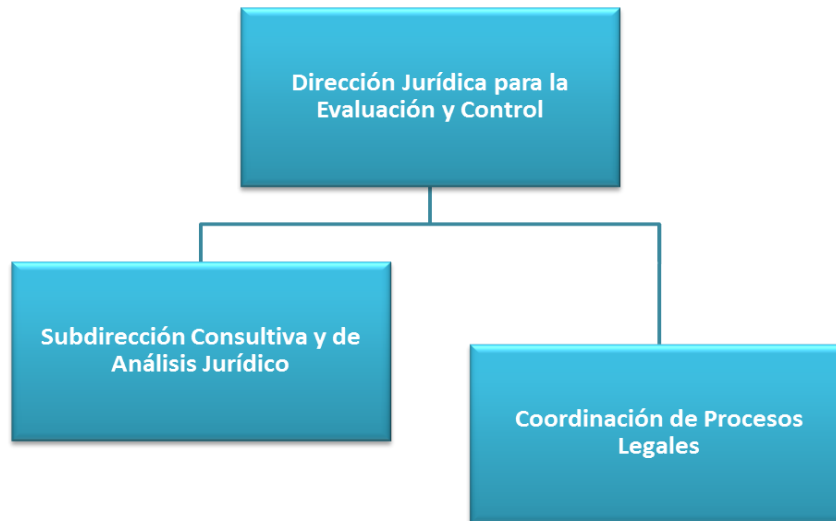 Dirección Jurídica para la
Evaluación y Control
Subdirección Consultiva y de
Análisis Jurídico
Coordinación de Procesos
Legales